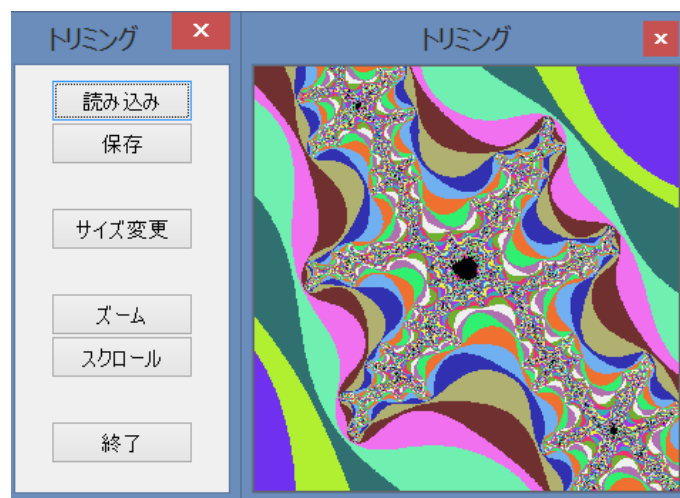 トリミング
読み込み
保存
サイズ変更
ズーム
スクロール
終了
トリミング